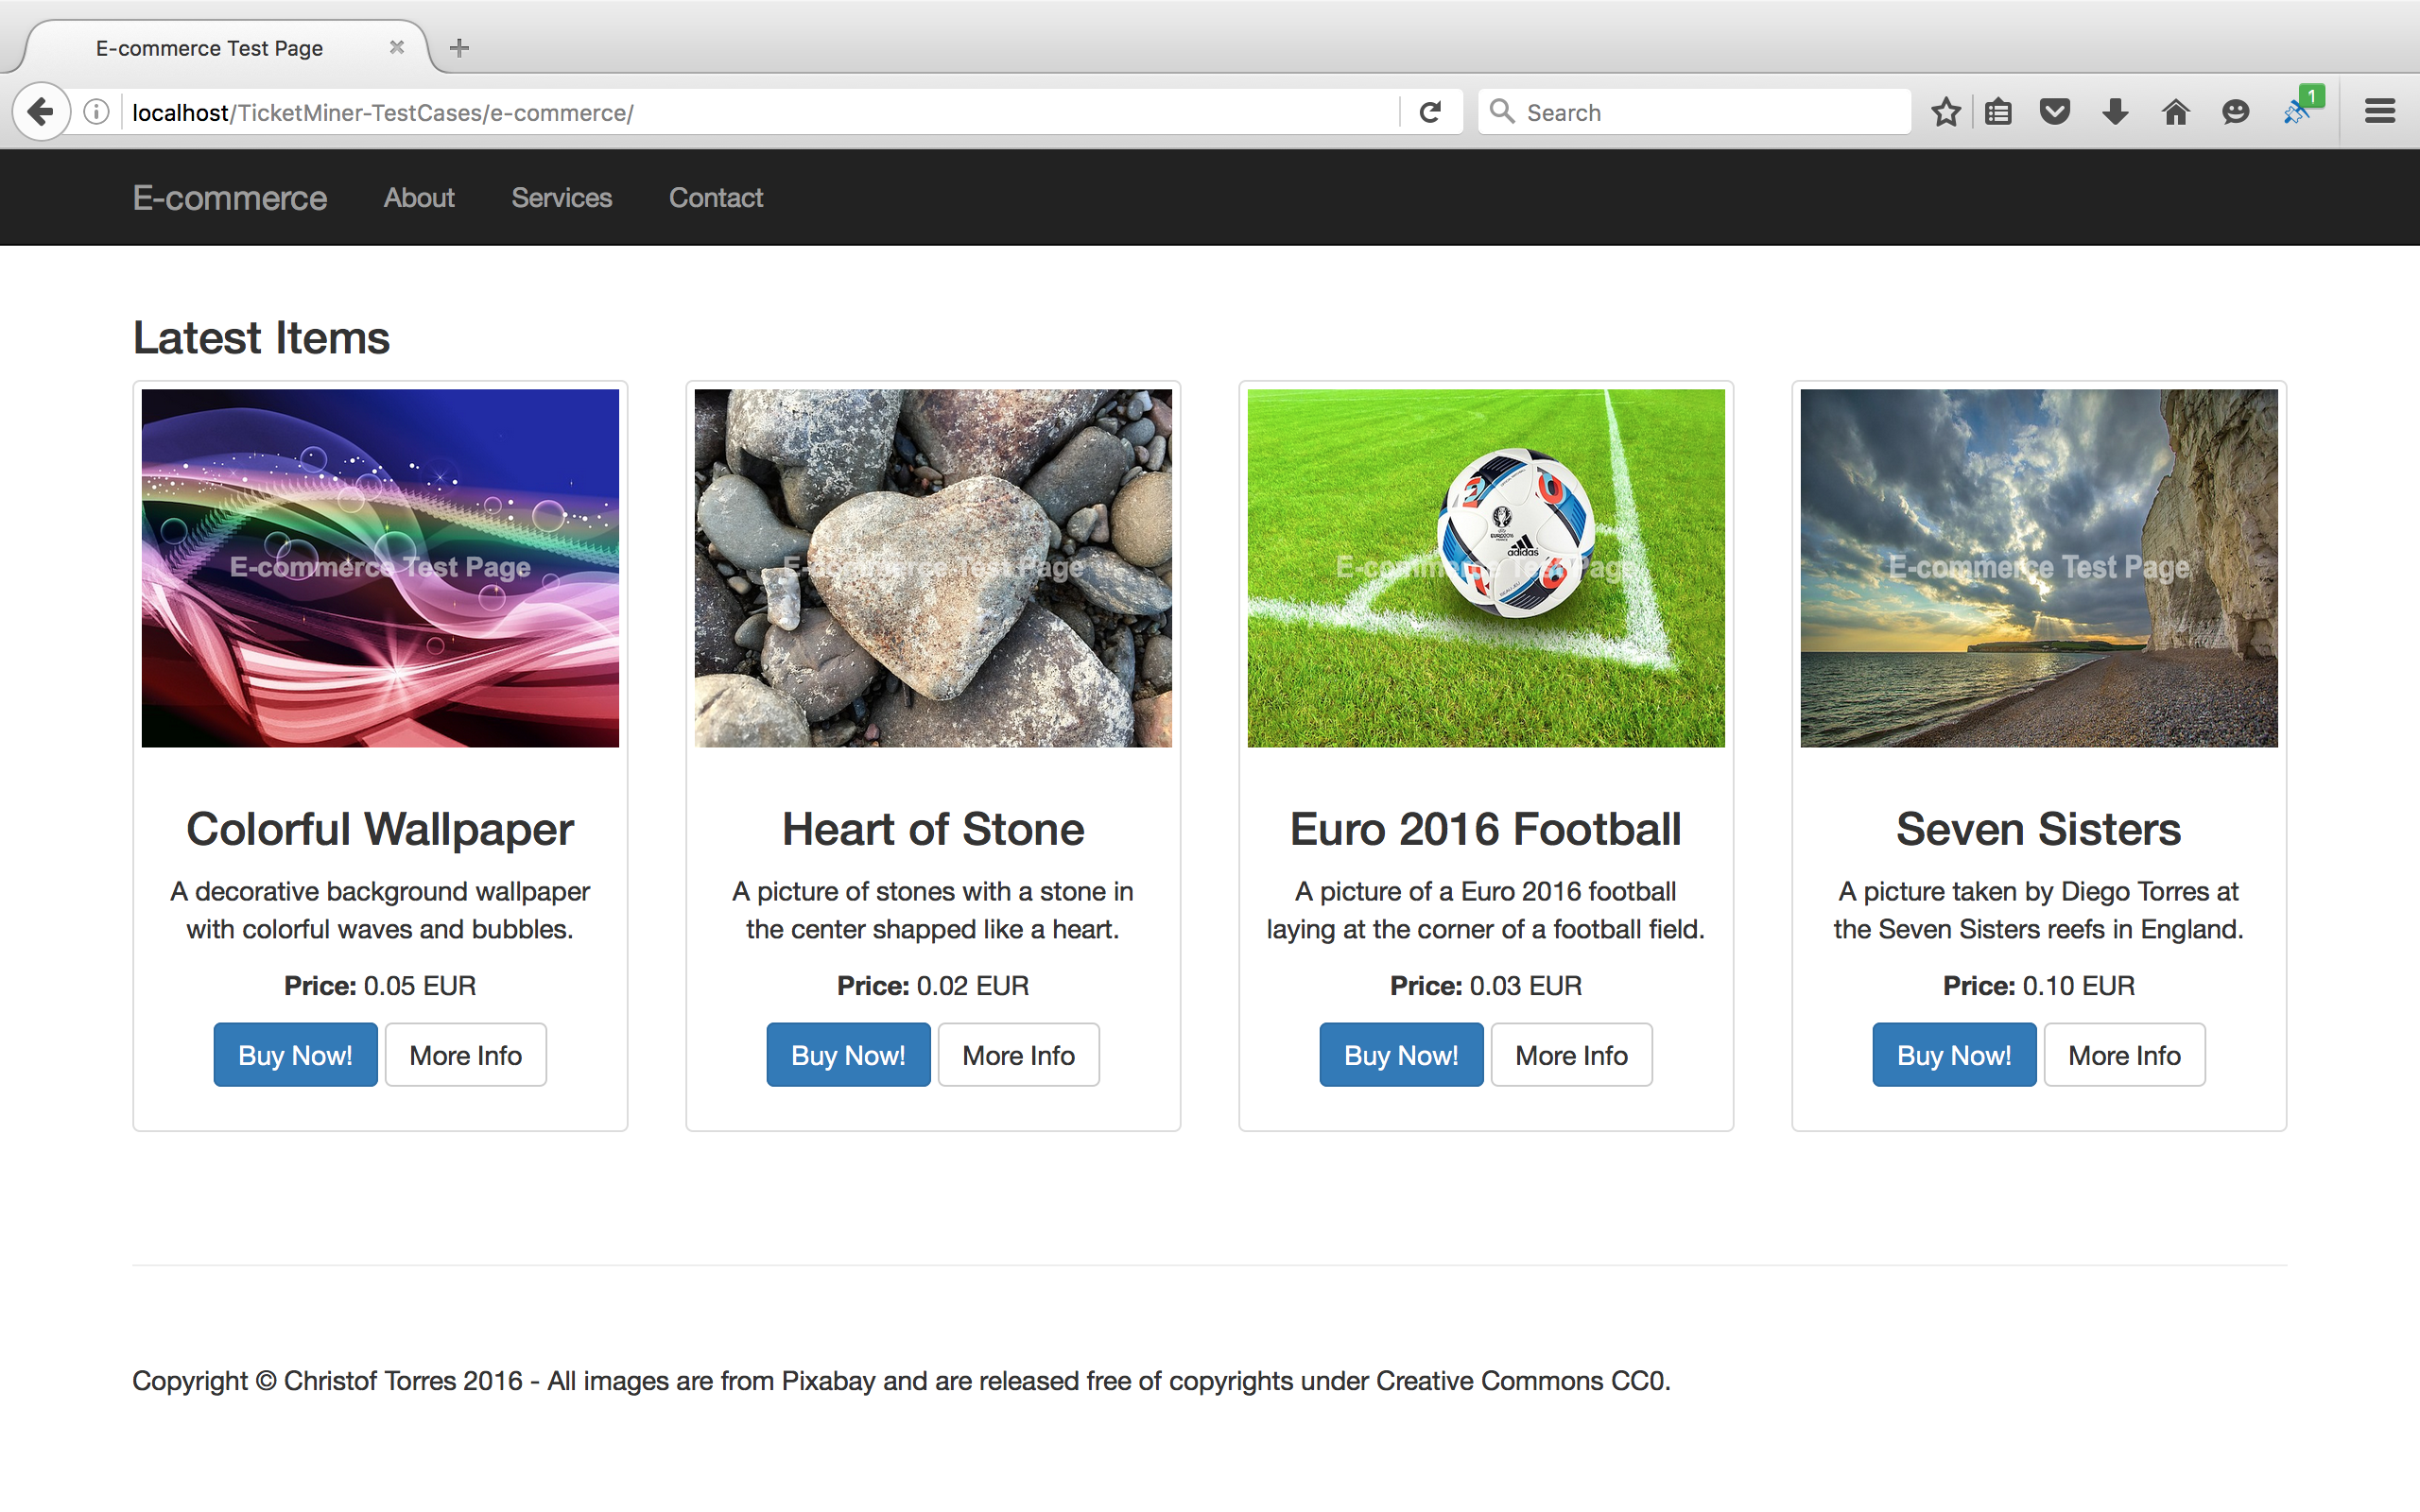 E-commerce Test Page
localhost/TicketMiner-TestCases/e-commerce/
Search
1
E-commerce About Services Contact
Latest Items
E-commerce Test Page
E-commerce Test Page
E-commerce Test Page
E-commerce Test Page
EURO2016
adidas
Colorful Wallpaper
A decorative background wallpaper
with colorful waves and bubbles.
Price: 0.05 EUR
Buy Now! More Info
Heart of Stone
A picture of stones with a stone in
the center shapped like a heart.
Price: 0.02 EUR
Buy Now! More Info
Euro 2016 Football
A picture of a Euro 2016 football
laying at the corner of a football field.
Price: 0.03 EUR
Buy Now! More Info
Seven Sisters
A picture taken by Diego Torres at
the Seven Sisters reefs in England.
Price: 0.10 EUR
Buy Now! More Info
Copyright © Christof Torres 2016 - All images are from Pixabay and are released free of copyrights under Creative Commons CC0.